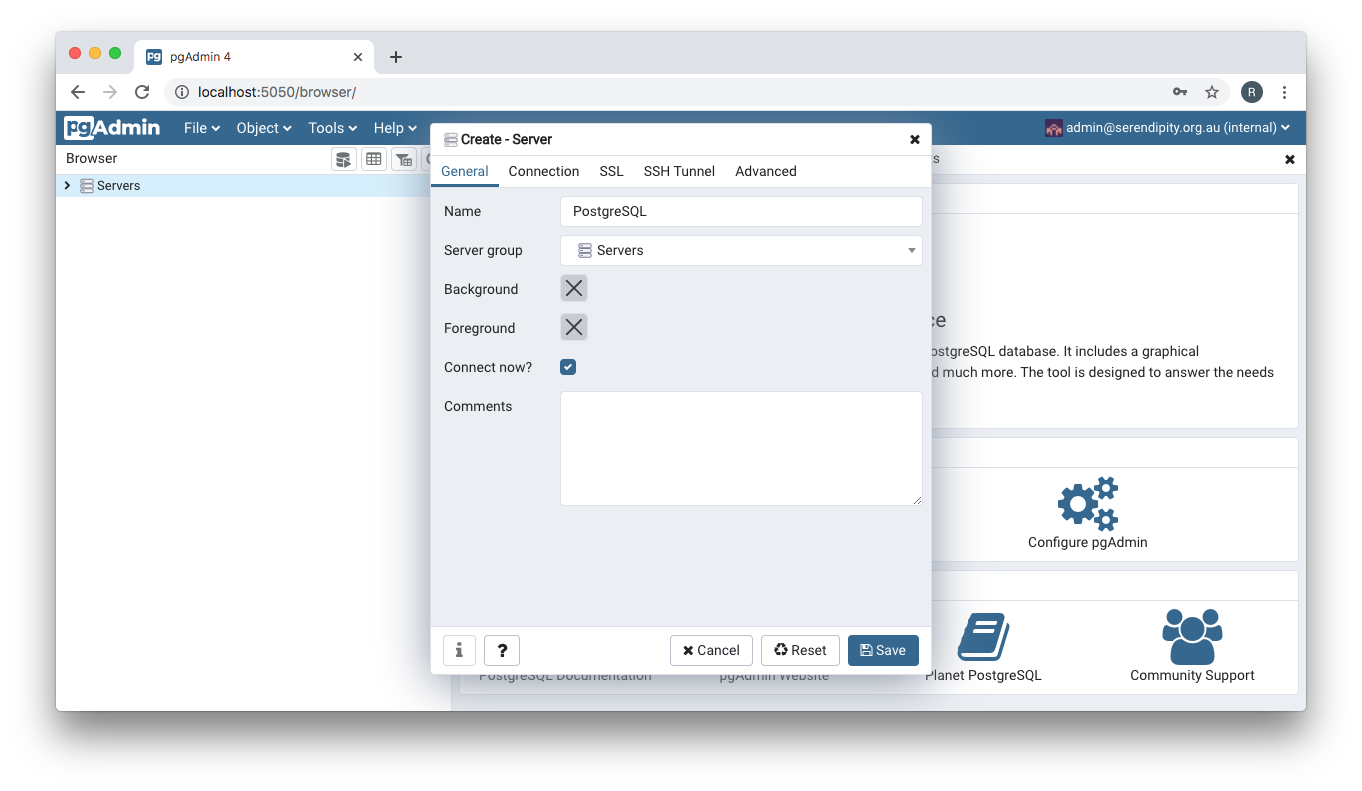 pgAdmin 4
localhost:5050/browser/
R
pgAdmin File Object Tools Help admin@serendipity.org.au (internal)
Browser
Servers
Create - Server
General Connection SSL SSH Tunnel Advanced
Name PostgreSQL
Server group Servers
Background
Foreground
Connect now?
Comments
i ? Cancel Reset Save
database. It includes a graphical
much more. The tool is designed to answer the needs
Configure pgAdmin
PostgreSQL Documentation pgAdmin Website Planet PostgreSQL Community Support